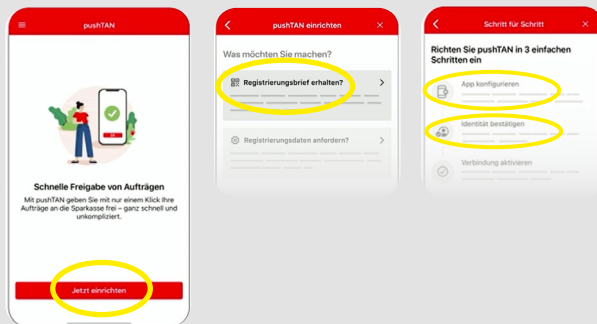 pushTAN
Schnelle Freigabe von Aufträgen
Mit pushTAN geben Sie mit nur einem Klick Ihre
Aufträge an die Sparkasse frei – ganz schnell und
unkompliziert.
Jetzt einrichten
pushTAN einrichten
Was möchten Sie machen?
Registrierungsbrief erhalten?
Registrierungsdaten anfordern?
Schritt für Schritt
Richten Sie pushTAN in 3 einfachen
Schritten ein
App konfigurieren
Identität bestätigen
Verbindung aktivieren